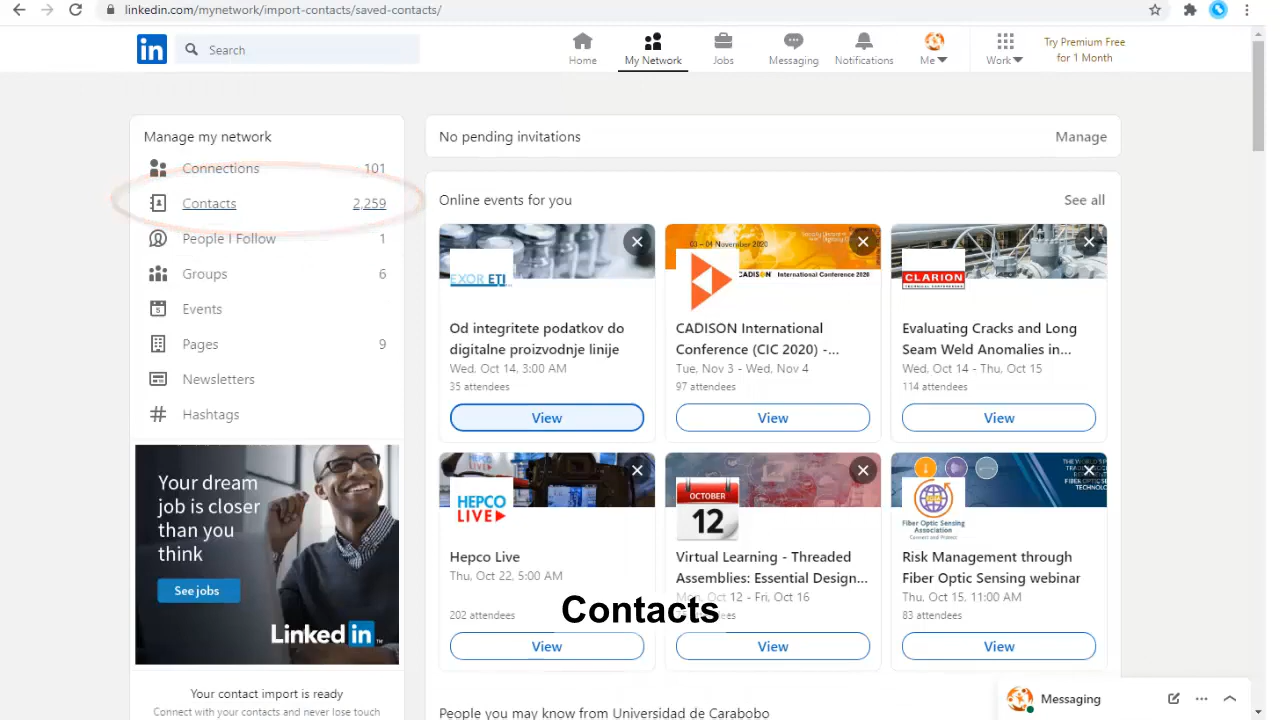 linkedin.com/mynetwork/import-contacts/saved-contacts/
in
Search
Home
My Network
Jobs
Messaging
Notifications
Me
Work
Try Premium Free
for 1 Month
Manage my network
Connections 101
Contacts 2,259
People I Follow 1
Groups 6
Events
Pages 9
Newsletters
Hashtags
Your dream
job is closer
than you
think
See jobs
Linked in
Your contact import is ready
Connect with your contacts and never lose touch
No pending invitations
Manage
Online events for you
See all
EXOR ETI
Od integritete podatkov do
digitalne proizvodnje linije
Wed, Oct 14, 3:00 AM
35 attendees
View
03 – 04 November 2020
CADISON International Conference 2020
CADISON International
Conference (CIC 2020) -...
Tue, Nov 3 - Wed, Nov 4
97 attendees
View
CLARION
Evaluating Cracks and Long
Seam Weld Anomalies in...
Wed, Oct 14 - Thu, Oct 15
114 attendees
View
HEPCO
LIVE
Hepco Live
Thu, Oct 22, 5:00 AM
202 attendees
View
OCTOBER
12
Virtual Learning - Threaded
Assemblies: Essential Design...
Mon, Oct 12 - Fri, Oct 16
View
Fiber Optic Sensing
Association
Connect and Protect
Risk Management through
Fiber Optic Sensing webinar
Thu, Oct 15, 11:00 AM
83 attendees
View
Contacts
People you may know from Universidad de Carabobo
Messaging